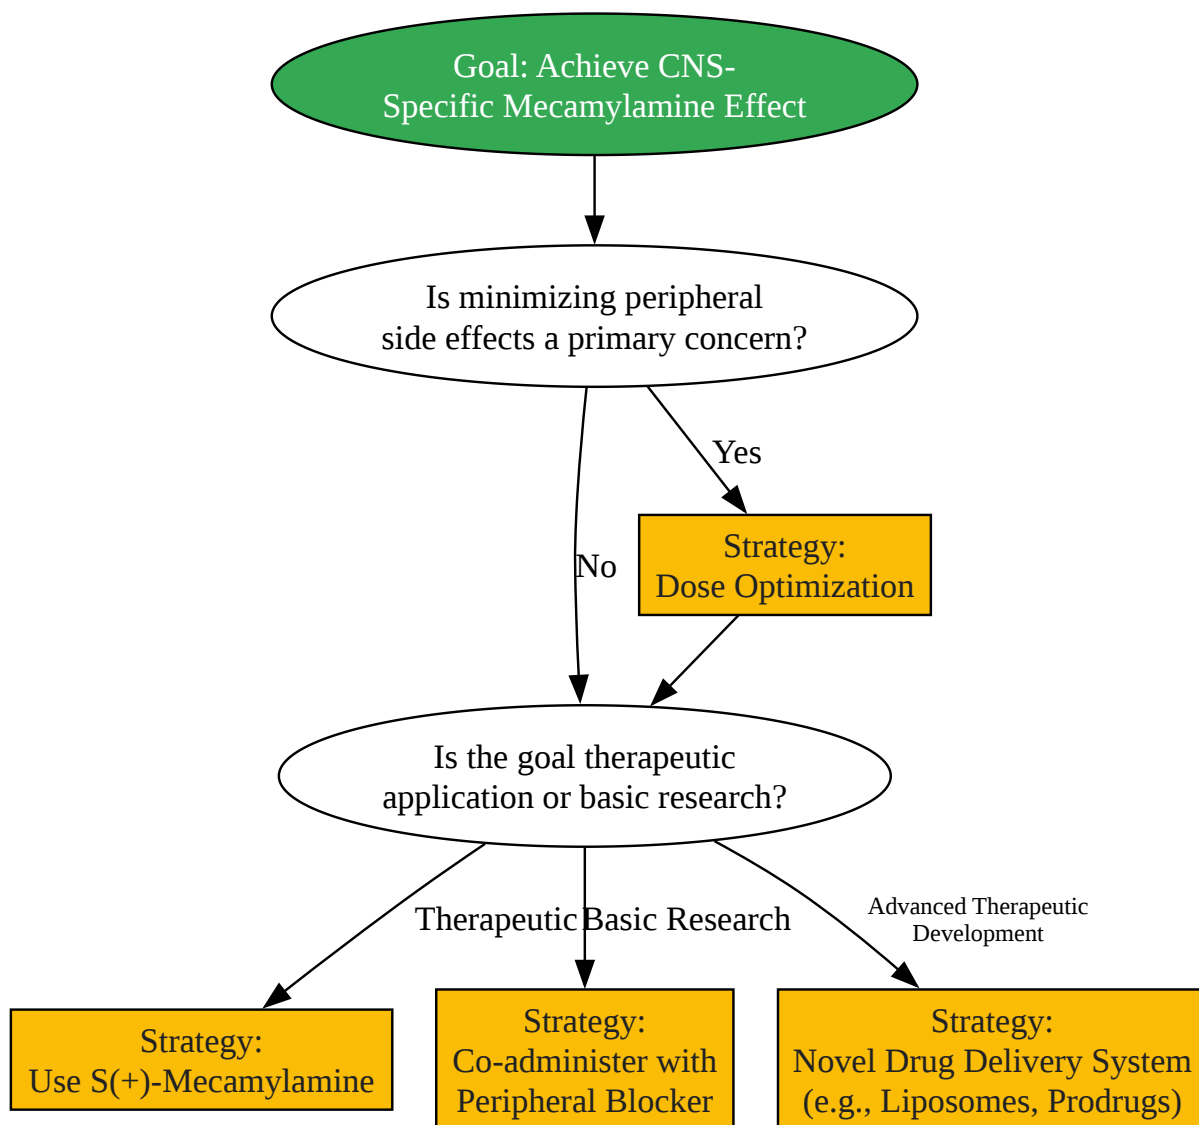 Goal: Achieve CNS-
Specific Mecamylamine Effect
Is minimizing peripheral
side effects a primary concern?
Yes
Strategy:
Dose Optimization
No
Is the goal therapeutic
application or basic research?
Therapeutic
Basic Research
Advanced Therapeutic
Development
Strategy:
Use S(+)-Mecamylamine
Strategy:
Co-administer with
Peripheral Blocker
Strategy:
Novel Drug Delivery System
(e.g., Liposomes, Prodrugs)